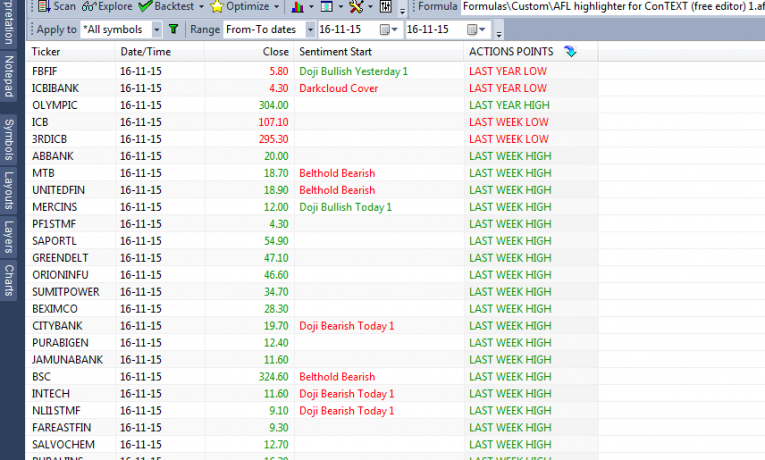 Scan Explore Backtest Optimize Formula Formulas\Custom\AFL highlighter for ConTEXT (free editor) 1.af
Apply to *All symbols Range From-To dates 16-11-15 16-11-15
Ticker Date/Time Close Sentiment Start ACTIONS POINTS
FBFIF 16-11-15 5.80 Doji Bullish Yesterday 1 LAST YEAR LOW
ICBIBANK 16-11-15 4.30 Darkcloud Cover LAST YEAR LOW
OLYMPIC 16-11-15 304.00 LAST YEAR HIGH
ICB 16-11-15 107.10 LAST WEEK LOW
3RDICB 16-11-15 295.30 LAST WEEK LOW
ABBANK 16-11-15 20.00 LAST WEEK HIGH
MTB 16-11-15 18.70 Belthold Bearish LAST WEEK HIGH
UNITEDFIN 16-11-15 18.90 Belthold Bearish LAST WEEK HIGH
MERCINS 16-11-15 12.00 Doji Bullish Today 1 LAST WEEK HIGH
PF1STMF 16-11-15 4.30 LAST WEEK HIGH
SAPORTL 16-11-15 54.90 LAST WEEK HIGH
GREENDELT 16-11-15 47.10 LAST WEEK HIGH
ORIONINFU 16-11-15 46.60 LAST WEEK HIGH
SUMITPOWER 16-11-15 34.70 LAST WEEK HIGH
BEXIMCO 16-11-15 28.30 LAST WEEK HIGH
CITYBANK 16-11-15 19.70 Doji Bearish Today 1 LAST WEEK HIGH
PURABIGEN 16-11-15 12.40 LAST WEEK HIGH
JAMUNABANK 16-11-15 11.60 LAST WEEK HIGH
BSC 16-11-15 324.60 Belthold Bearish LAST WEEK HIGH
INTECH 16-11-15 11.60 Doji Bearish Today 1 LAST WEEK HIGH
NLI1STMF 16-11-15 9.10 Doji Bearish Today 1 LAST WEEK HIGH
FAREASTFIN 16-11-15 9.30 LAST WEEK HIGH
SALVOCHEM 16-11-15 12.70 LAST WEEK HIGH
16-11-15 LAST WEEK HIGH
rpretation
Notepad
Symbols
Layouts
Layers
Charts